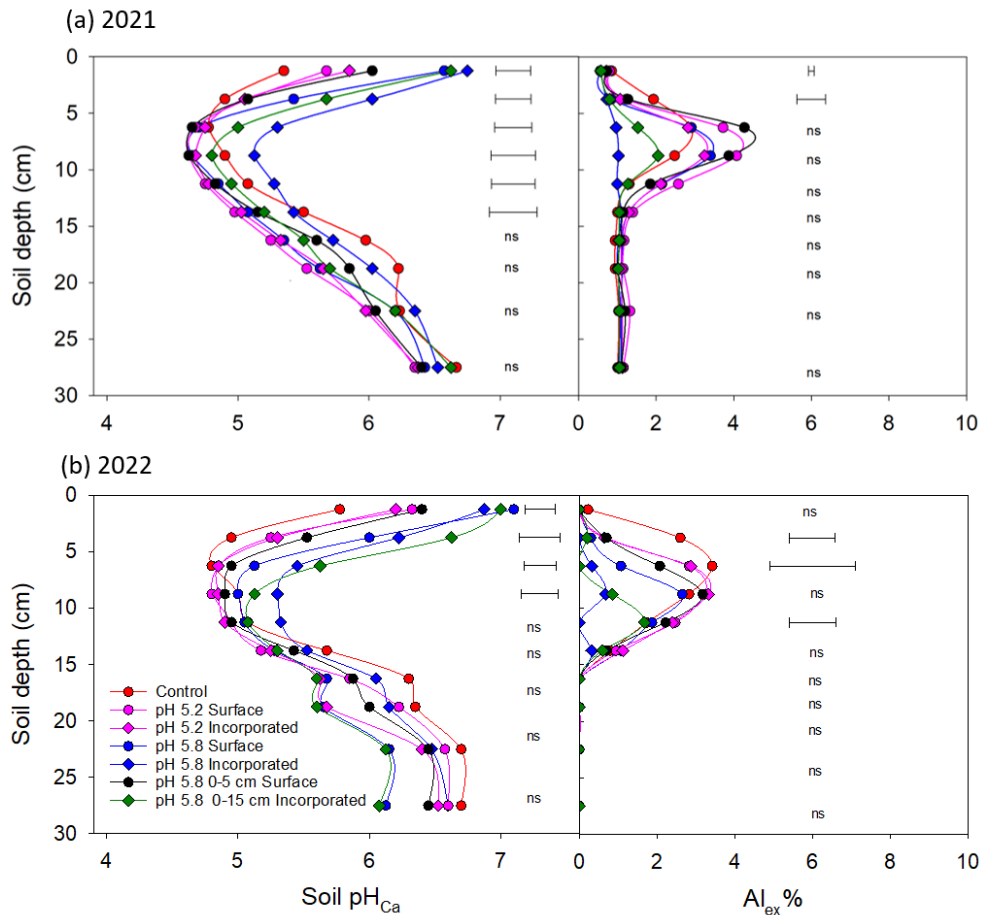 (a) 2021
0
5
10
15
20
25
30
Soil depth (cm)
ns
ns
ns
ns
4
5
6
7
ns
ns
ns
ns
ns
ns
ns
ns
0
2
4
6
8
10
(b) 2022
0
5
10
15
20
25
30
Soil depth (cm)
ns
ns
ns
ns
ns
Control
pH 5.2 Surface
pH 5.2 Incorporated
pH 5.8 Surface
pH 5.8 Incorporated
pH 5.8 0-5 cm Surface
pH 5.8 0-15 cm Incorporated
4
5
6
7
Soil pHCa
ns
ns
ns
ns
ns
ns
ns
ns
0
2
4
6
8
10
Alex%